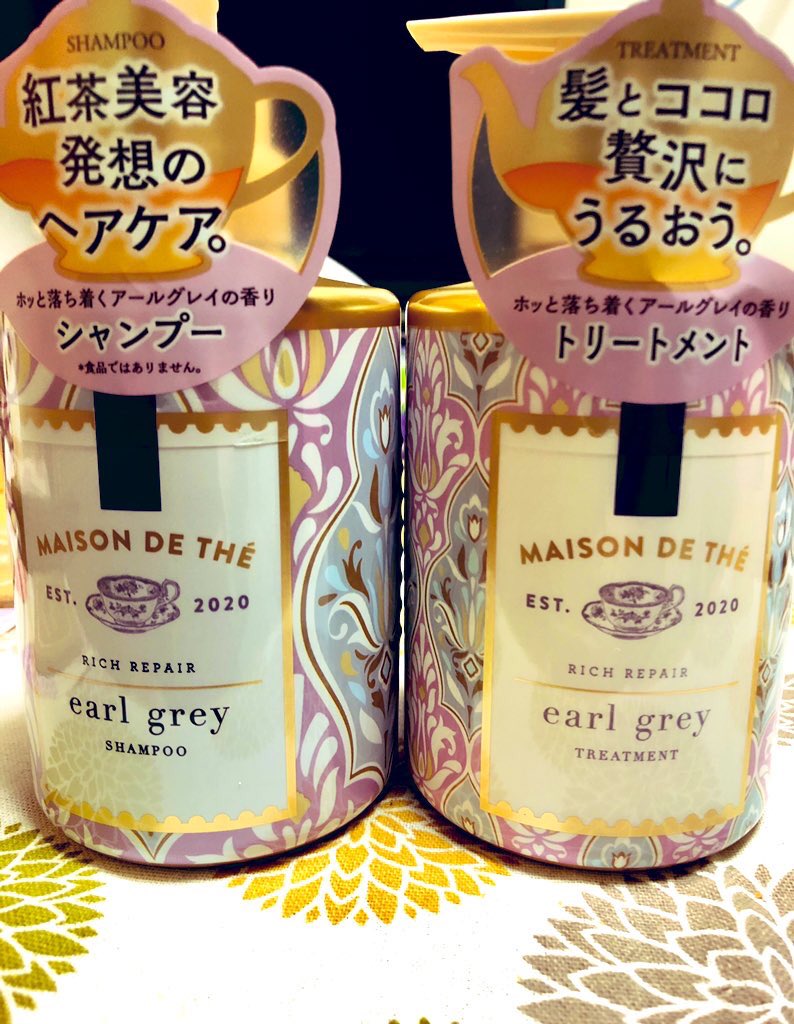 SHAMPOO
紅茶美容
発想の
ヘアケア。
ホッと落ち着くアールグレイの香り
シャンプー
*食品ではありません。
MAISON DE THÉ
EST. 2020
RICH REPAIR
earl grey
SHAMPOO
TREATMENT
髪とココロ
贅沢に
うるおう。
ホッと落ち着くアールグレイの香り
トリートメント
MAISON DE THÉ
EST. 2020
RICH REPAIR
earl grey
TREATMENT